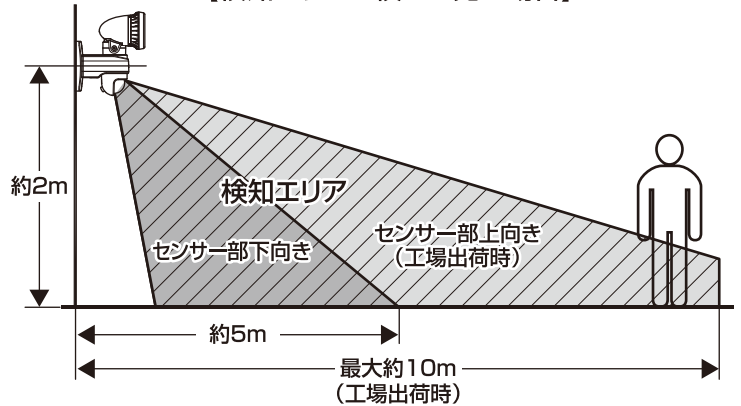 約2m
検知エリア
センサー部下向き
センサー部上向き
(工場出荷時)
約5m
最大約10m
(工場出荷時)